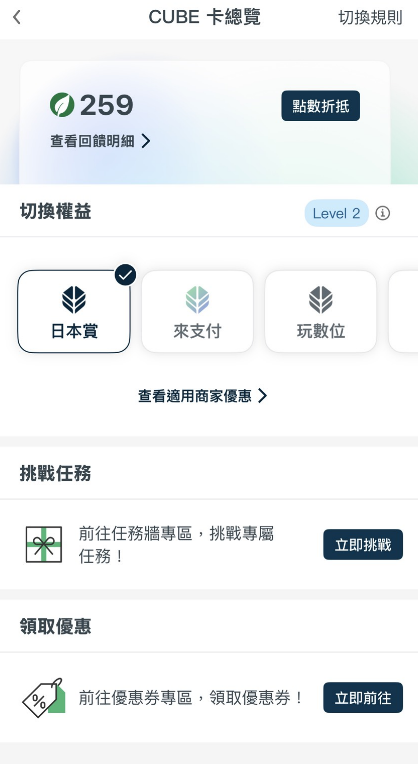 CUBE 卡總覽
切換規則
259
點數折抵
查看回饋明細
切換權益
Level 2
日本賞
來支付
玩數位
查看適用商家優惠
挑戰任務
前往任務牆專區，挑戰專屬
任務！
立即挑戰
領取優惠
前往優惠券專區，領取優惠券！
立即前往